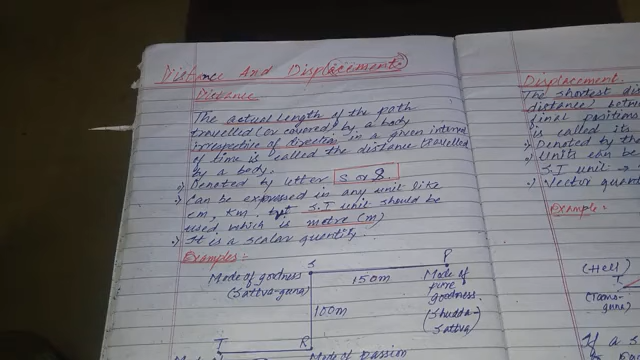 Distance And Displacement
Distance
The actual length of the path
travelled (or covered) by a body
irrespective of direction in a given interval
of time is called the distance travelled
by a body.
Denoted by letter S or
Can be expressed in any unit like
cm, km. but S.I unit should be
used which is metre (m)
It is a scalar quantity.
Examples:
S
P
Mode of goodness
(Sattva-guna)
150m
Mode of
pure
goodness.
(Shudda-
Sattva)
100m
T
R
Mode of passion
Displacement.
The shortest
distance) betw
final positions
is called its
Denoted by the
Units can be
S.I unit
Vector quant
Example:
(Hell)
T
(Tamo-
guna)
If a s